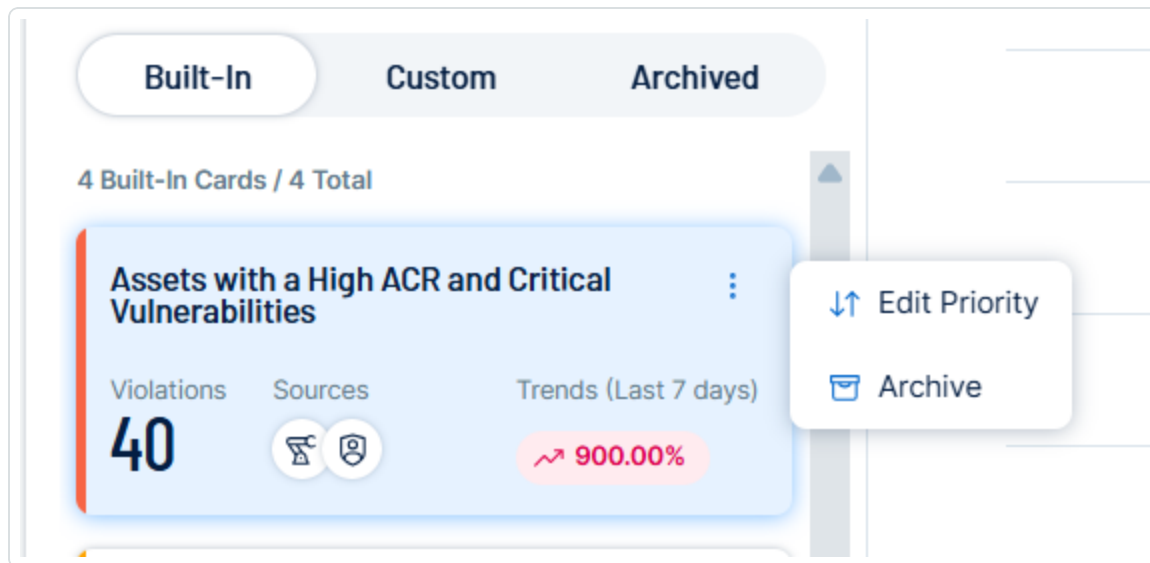 Built-In
Custom
Archived
4 Built-In Cards / 4 Total
Assets with a High ACR and Critical
Vulnerabilities
Edit Priority
Archive
Violations
Sources
Trends (Last 7 days)
40
900.00%